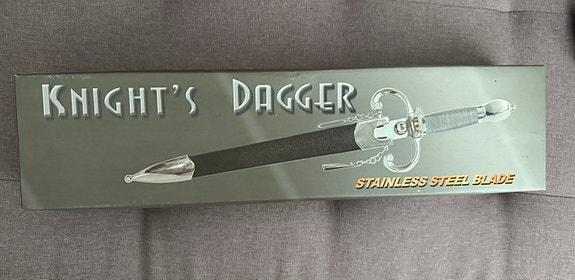 KNIGHT'S DAGGER
STAINLESS STEEL BLADE